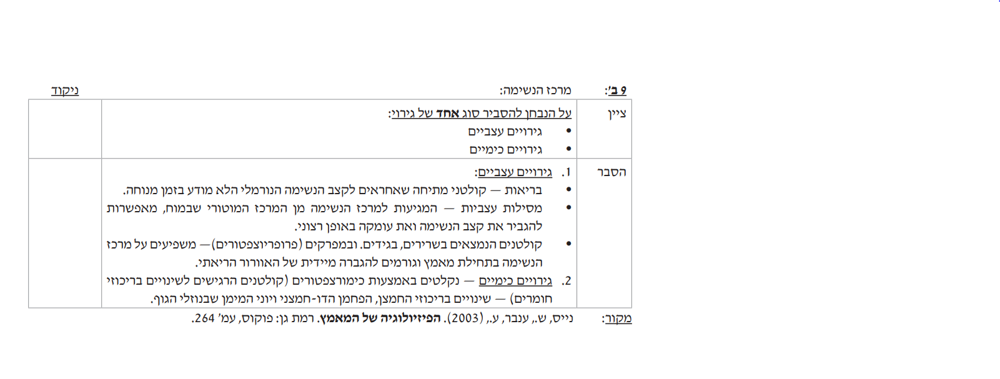 9 ב': מרכז הנשימה: ניקוד
ציין על הנבחן להסביר סוג אחד של גירוי:
• גירויים עצביים
• גירויים כימיים
הסבר 1. גירויים עצביים:
• בריאות — קולטני מתיחה שאחראים לקצב הנשימה הנורמלי הלא מודע בזמן מנוחה.
• מסילות עצביות — המגיעות למרכז הנשימה מן המרכז המוטורי שבמוח, מאפשרות
להגביר את קצב הנשימה ואת עומקה באופן רצוני.
• קולטנים הנמצאים בשרירים, בגידים. ובמפרקים (פרופריוצפטורים)— משפיעים על מרכז
הנשימה בתחילת מאמץ וגורמים להגברה מיידית של האוורור הריאתי.
2. גירויים כימיים — נקלטים באמצעות כימורצפטורים (קולטנים הרגישים לשינויים בריכוזי
חומרים) — שינויים בריכוזי החמצן, הפחמן הדו-חמצני ויוני המימן שבנוזלי הגוף.
מקור: נייס, ש., ענבר, ע., (2003). הפיזיולוגיה של המאמץ. רמת גן: פוקוס, עמ' 264.